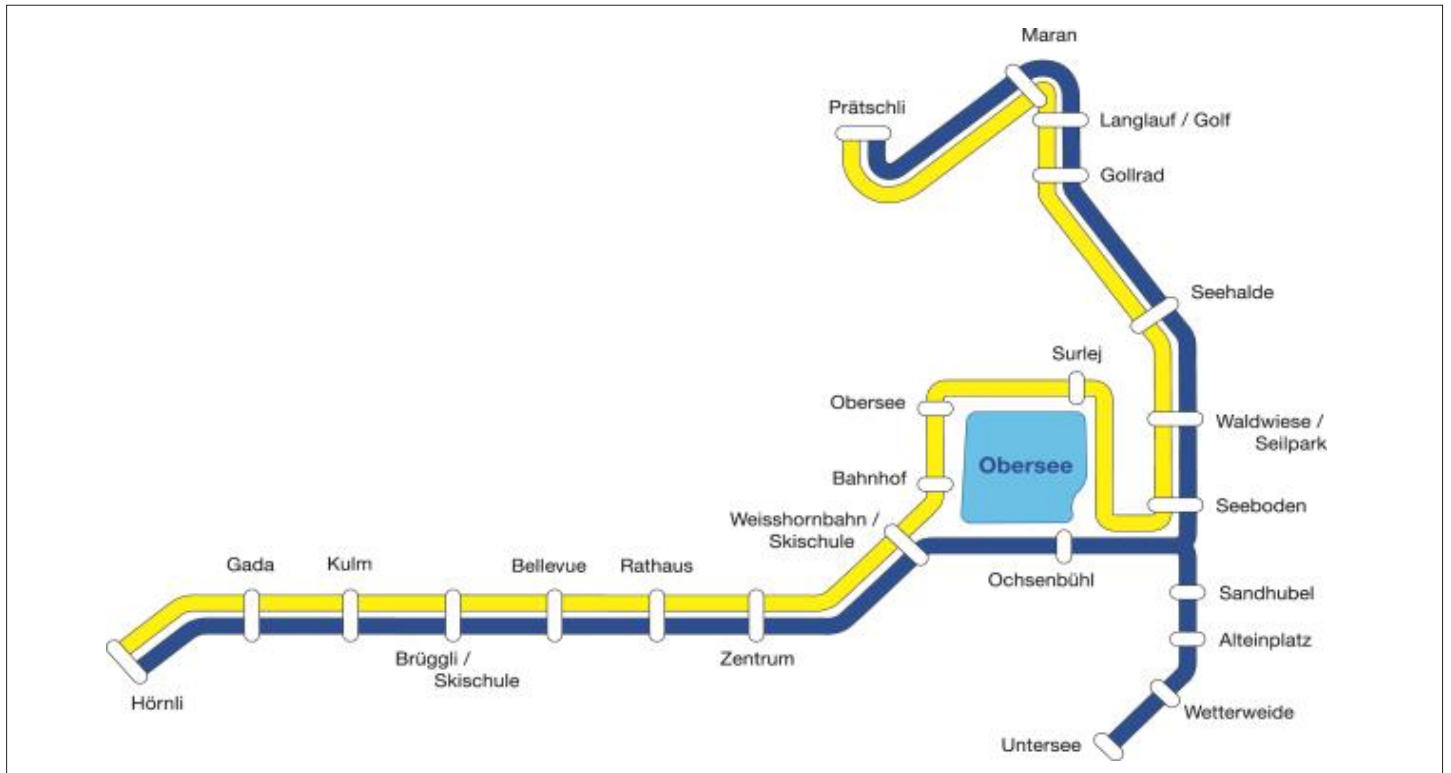 Maran
Prätschli
Langlauf / Golf
Gollrad
Seehalde
Surlej
Obersee
Waldwiese /
Seilpark
Obersee
Bahnhof
Seeboden
Weisshornbahn /
Skischule
Gada
Kulm
Bellevue
Rathaus
Ochsenbühl
Sandhubel
Alteinplatz
Brüggli /
Skischule
Zentrum
Hörnli
Wetterweide
Untersee